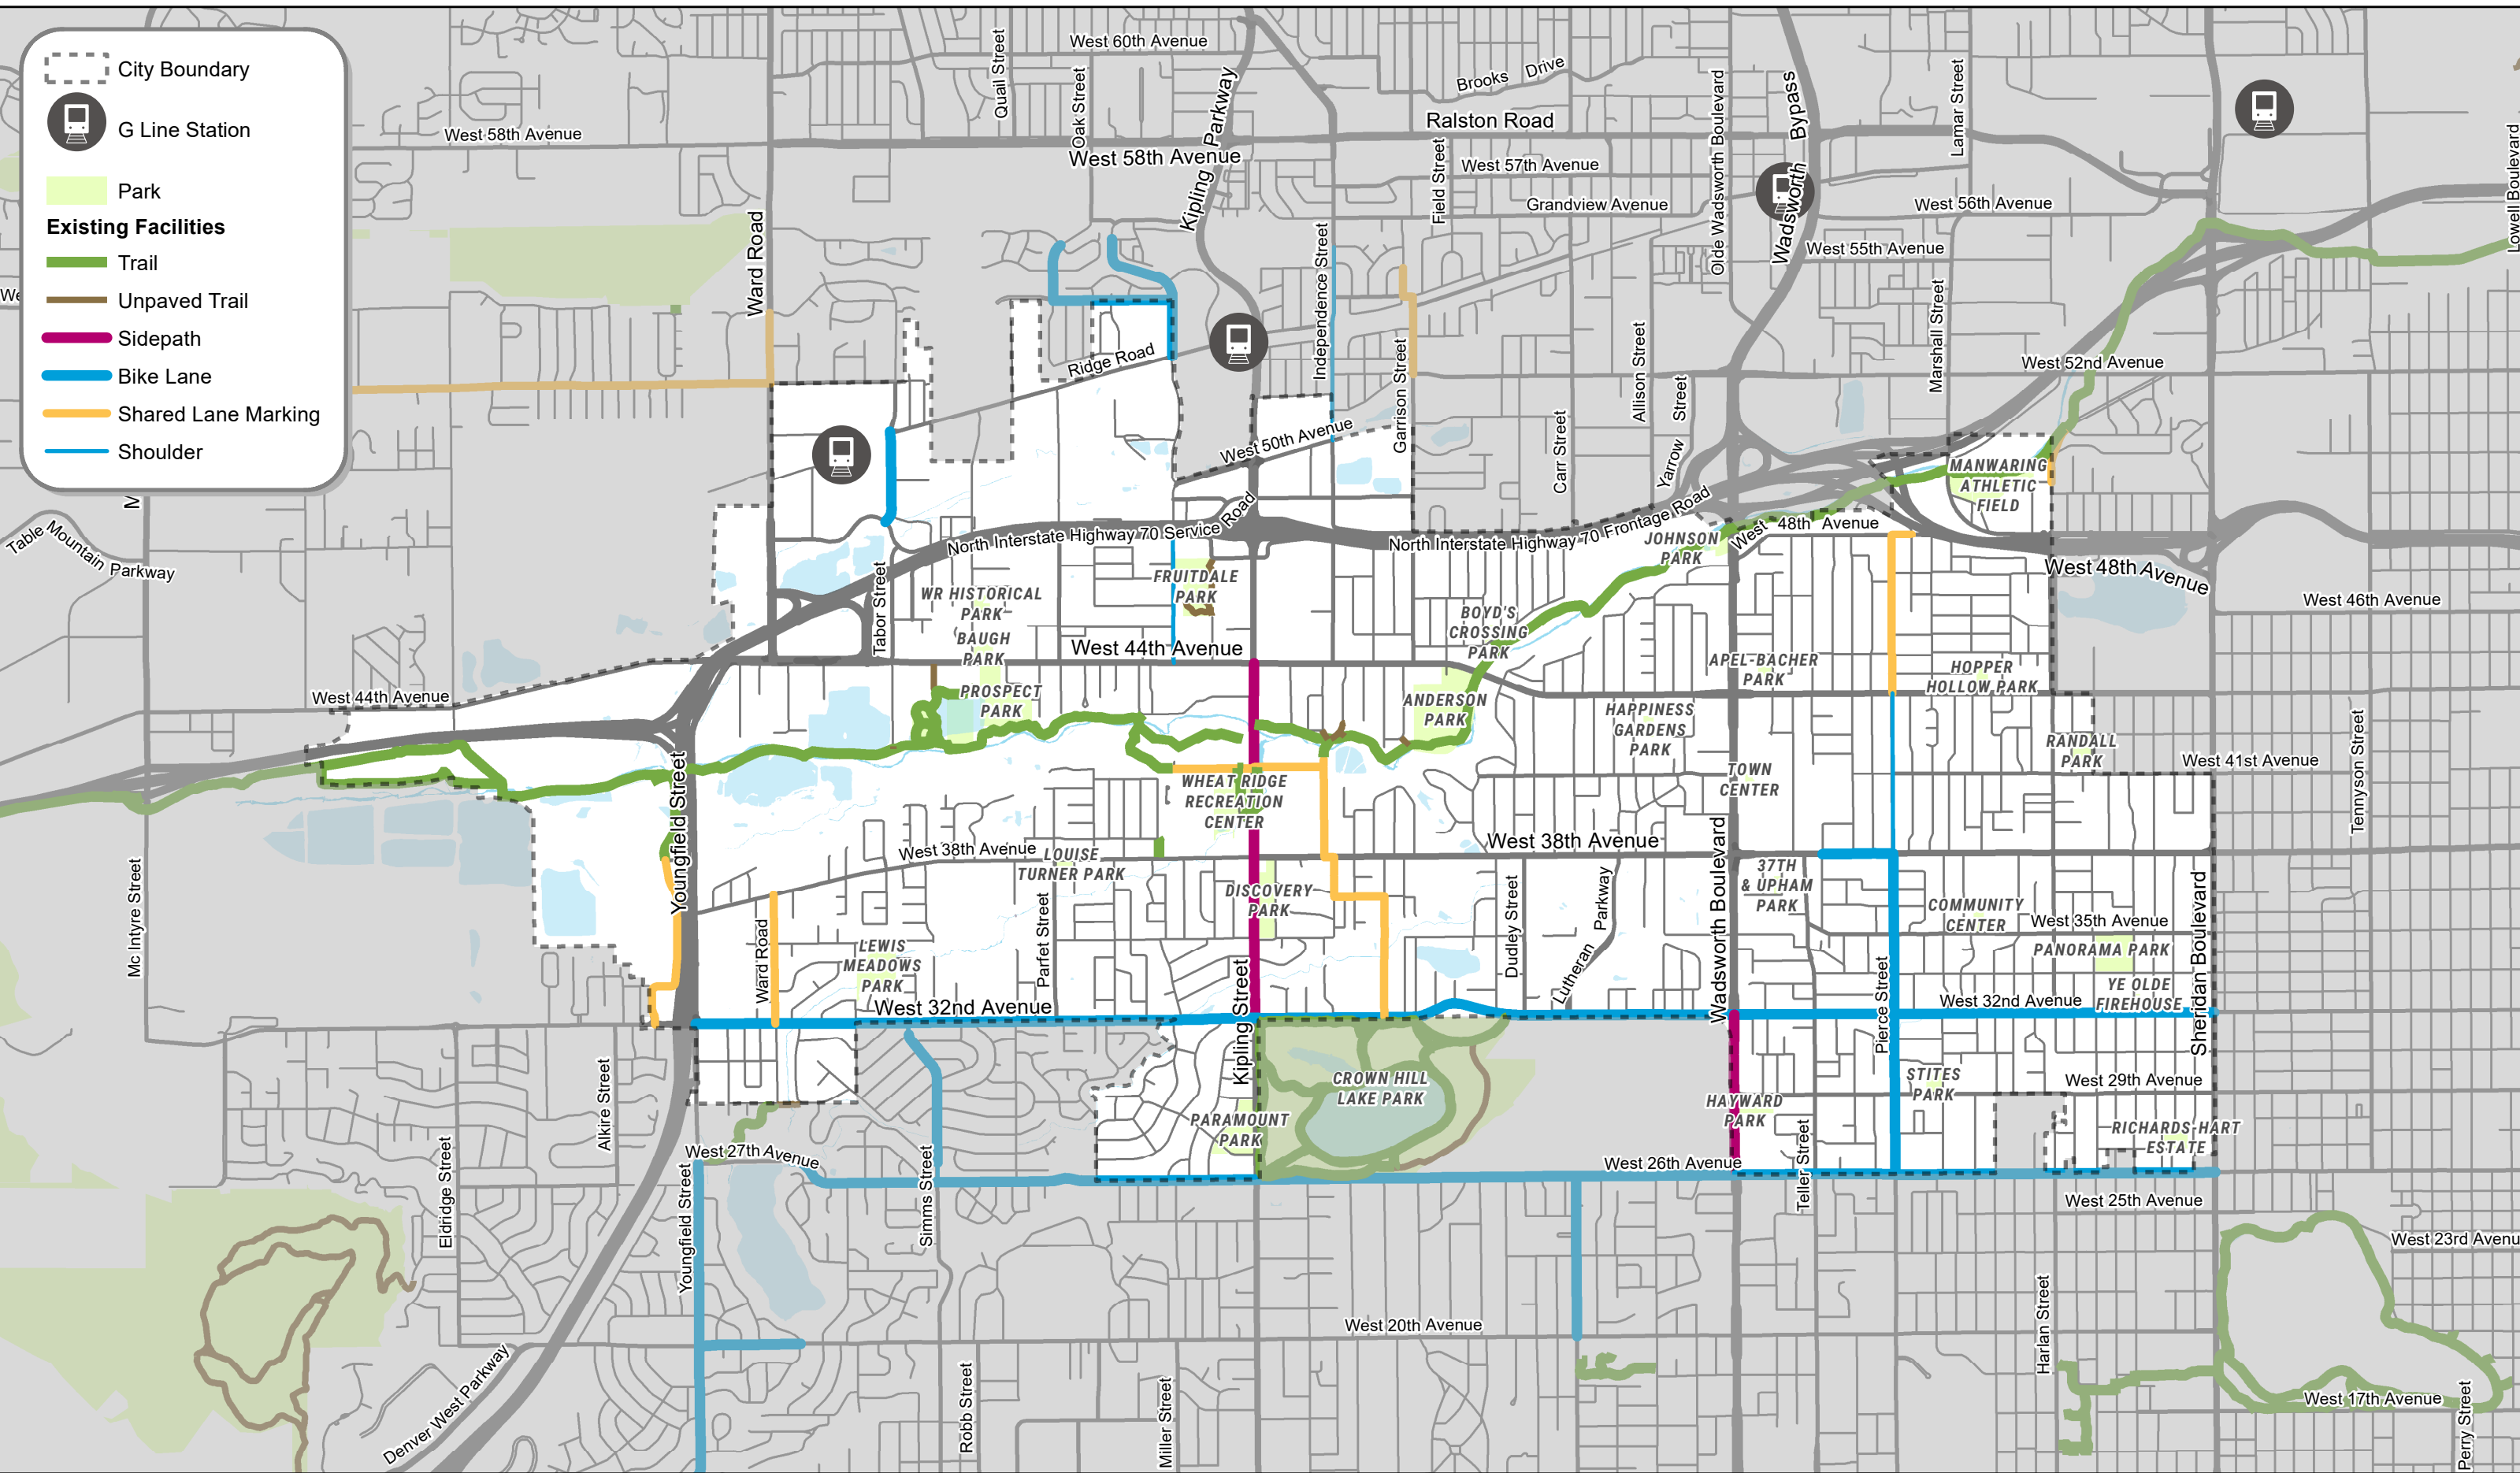 City Boundary
G Line Station
Park
Existing Facilities
Trail
Unpaved Trail
Sidepath
Bike Lane
Shared Lane Marking
Shoulder
West 60th Avenue
Quail Street
Oak Street
Kipling Parkway
Brooks Drive
Ralston Road
West 58th Avenue
West 58th Avenue
Field Street
West 57th Avenue
Grandview Avenue
Olde Wadsworth Boulevard
Wadsworth Bypass
Lamar Street
West 56th Avenue
West 55th Avenue
Lowell Boulevard
Ward Road
Independence Street
Garrison Street
Ridge Road
West 50th Avenue
Carr Street
Allison Street
Yarrow Street
Marshall Street
West 52nd Avenue
MANWARING
ATHLETIC
FIELD
Table Mountain Parkway
North Interstate Highway 70 Service Road
North Interstate Highway 70 Frontage Road
West 48th Avenue
JOHNSON
PARK
West 48th Avenue
West 46th Avenue
Tabor Street
WR HISTORICAL
PARK
FRUITDALE
PARK
BAUGH
PARK
BOYD'S
CROSSING
PARK
West 44th Avenue
West 44th Avenue
PROSPECT
PARK
ANDERSON
PARK
APEL-BACHER
PARK
HOPPER
HOLLOW PARK
HAPPINESS
GARDENS
PARK
RANDALL
PARK
West 41st Avenue
Tennyson Street
Youngfield Street
WHEAT RIDGE
RECREATION
CENTER
TOWN
CENTER
West 38th Avenue
West 38th Avenue
LOUISE
TURNER PARK
Mc Intyre Street
DISCOVERY
PARK
37TH
& UPHAM
PARK
COMMUNITY
CENTER
West 35th Avenue
PANORAMA PARK
YE OLDE
FIREHOUSE
Ward Road
LEWIS
MEADOWS
PARK
Parfet Street
Dudley Street
Lutheran Parkway
Wadsworth Boulevard
Pierce Street
Sheridan Boulevard
West 32nd Avenue
West 32nd Avenue
Kipling Street
CROWN HILL
LAKE PARK
PARAMOUNT
PARK
HAYWARD
PARK
STITES
PARK
West 29th Avenue
RICHARDS-HART
ESTATE
Alkire Street
Eldridge Street
West 27th Avenue
Youngfield Street
Simms Street
West 26th Avenue
Teller Street
West 25th Avenue
West 23rd Avenu
West 20th Avenue
Harlan Street
Denver West Parkway
Robb Street
Miller Street
West 17th Avenue
Perry Street